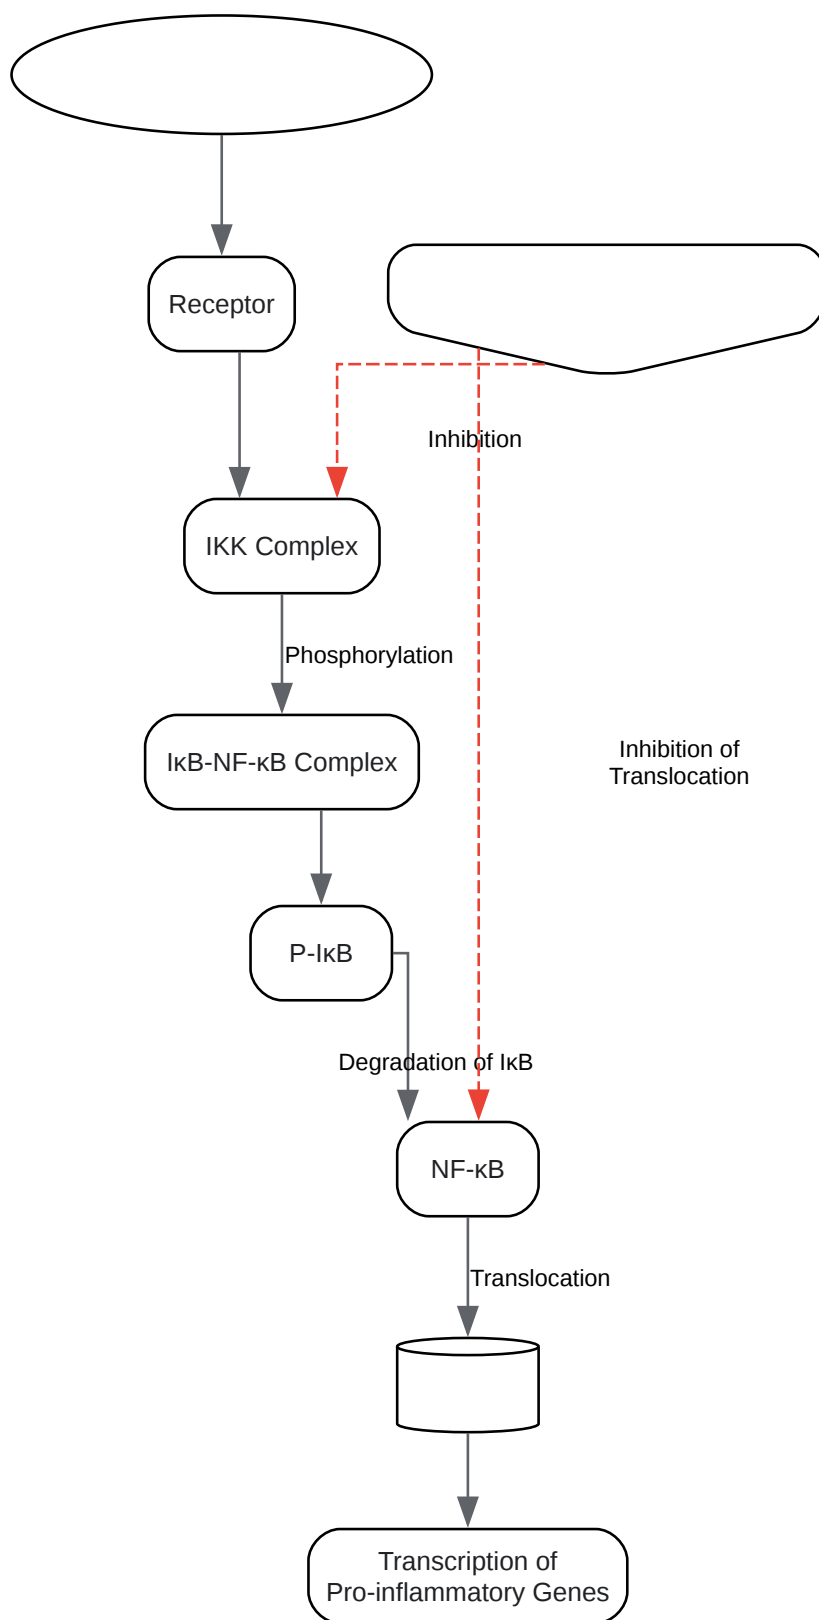 Receptor
Inhibition
IKK Complex
Phosphorylation
IκB-NF-κB Complex
Inhibition of
Translocation
P-IκB
Degradation of IκB
NF-κB
Translocation
Transcription of
Pro-inflammatory Genes